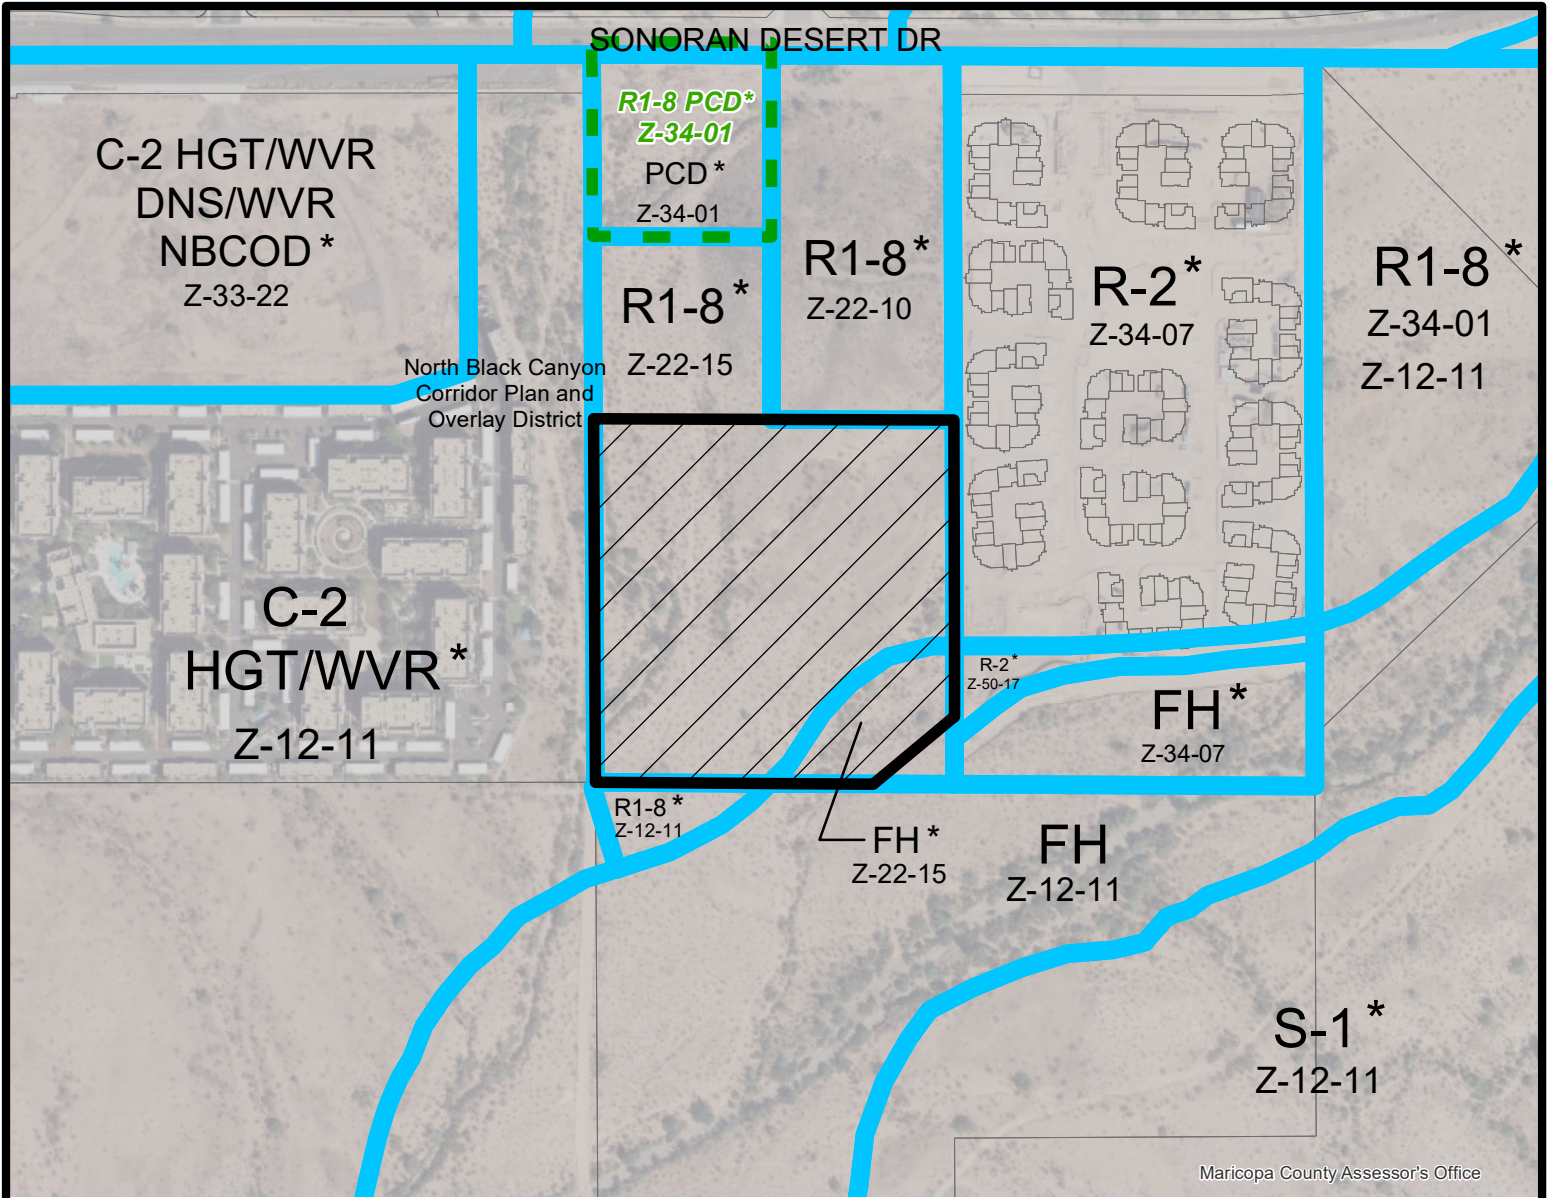 SONORAN DESERT DR
R1-8 PCD*
Z-34-01
PCD *
Z-34-01
C-2 HGT/WVR
DNS/WVR
NBCOD *
Z-33-22
R1-8 *
Z-22-15
R1-8 *
Z-22-10
R-2 *
Z-34-07
R1-8 *
Z-34-01
Z-12-11
North Black Canyon
Corridor Plan and
Overlay District
C-2
HGT/WVR *
Z-12-11
R-2 *
Z-50-17
FH *
Z-34-07
R1-8 *
Z-12-11
FH *
Z-22-15
FH
Z-12-11
S-1 *
Z-12-11
Maricopa County Assessor's Office